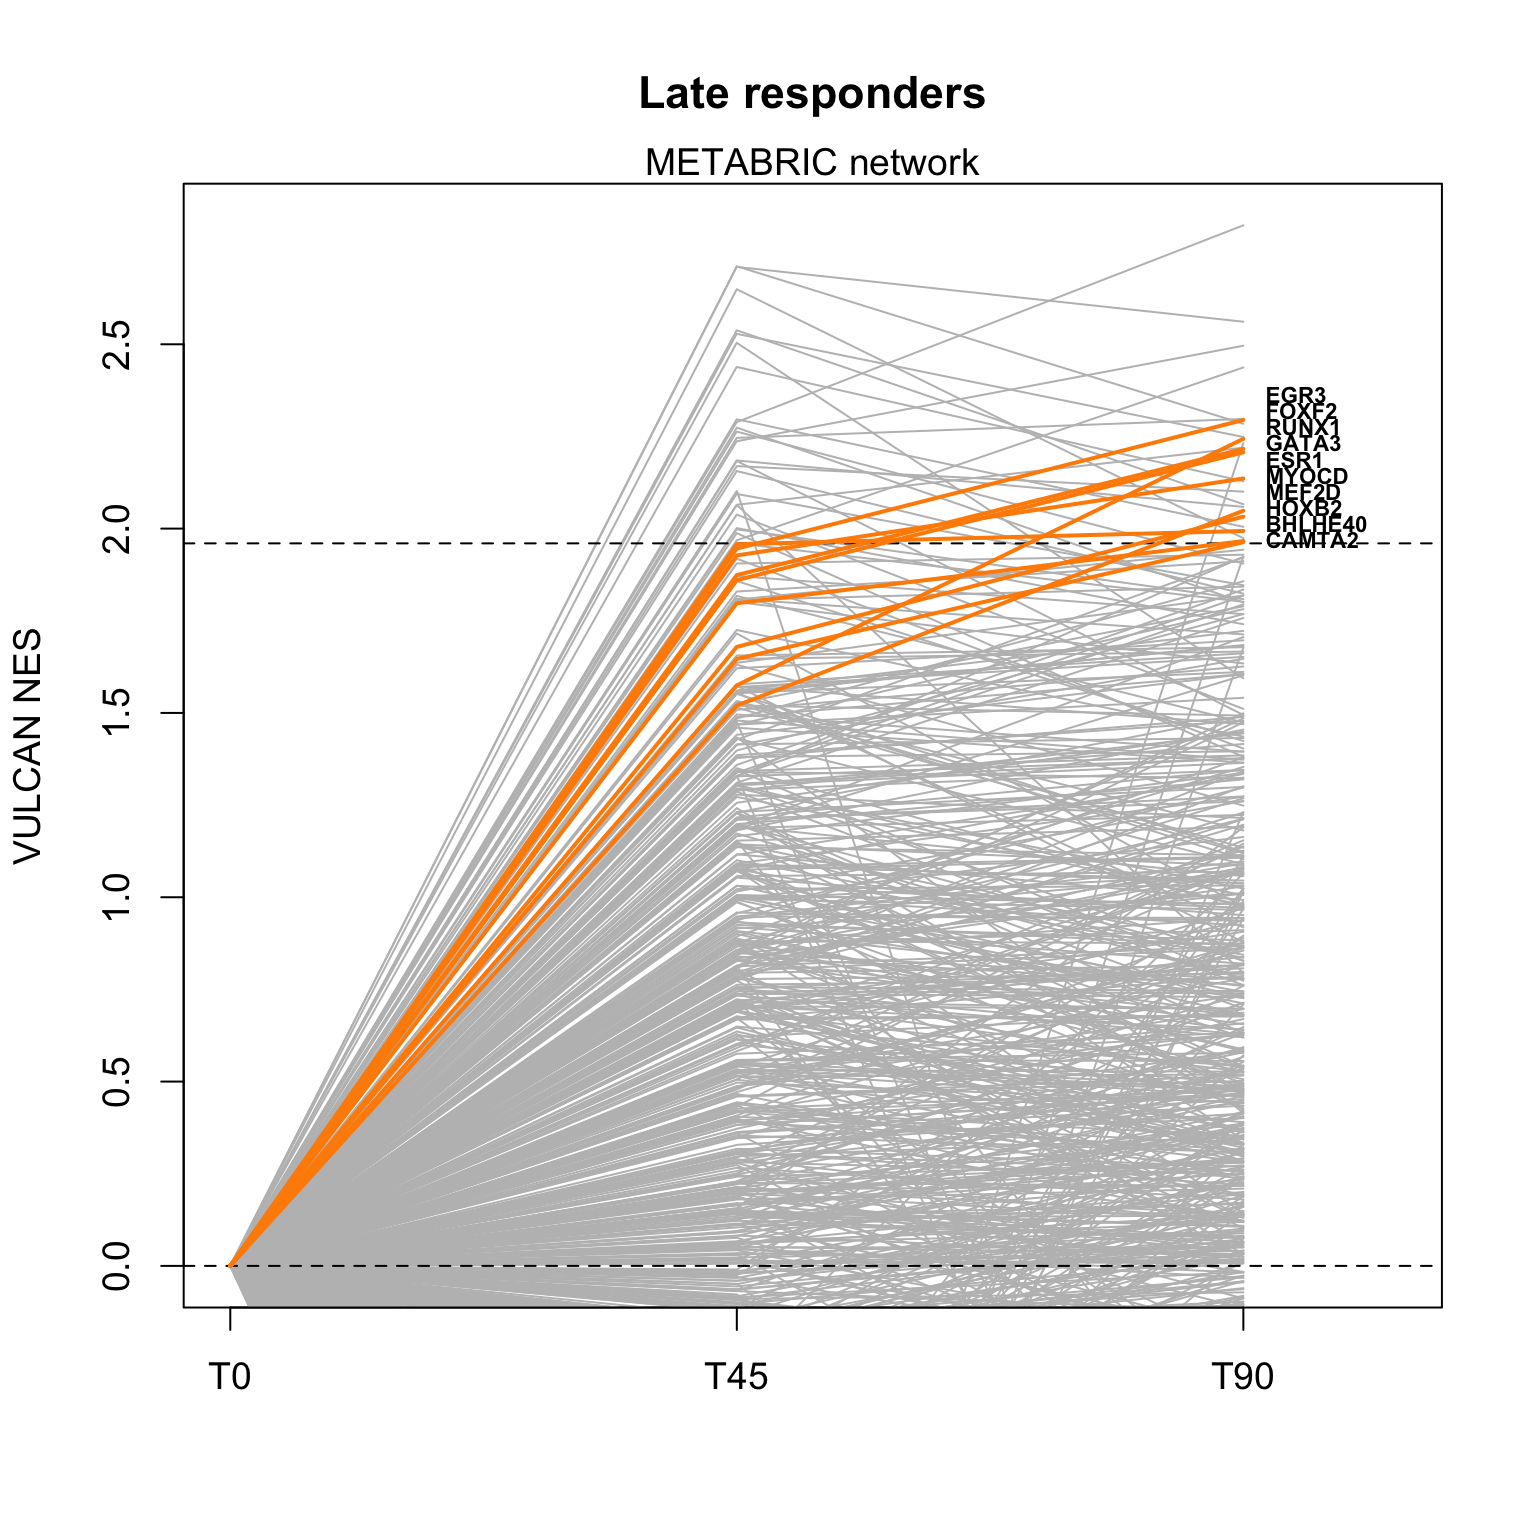 Late responders
METABRIC network
VULCAN NES
2.5
2.0
1.5
1.0
0.5
0.0
EGR3
FOXF2
RUNX1
GATA3
ESR1
MYOCD
MEF2D
HOXB2
BHLHE40
CAMTA2
T0 T45 T90